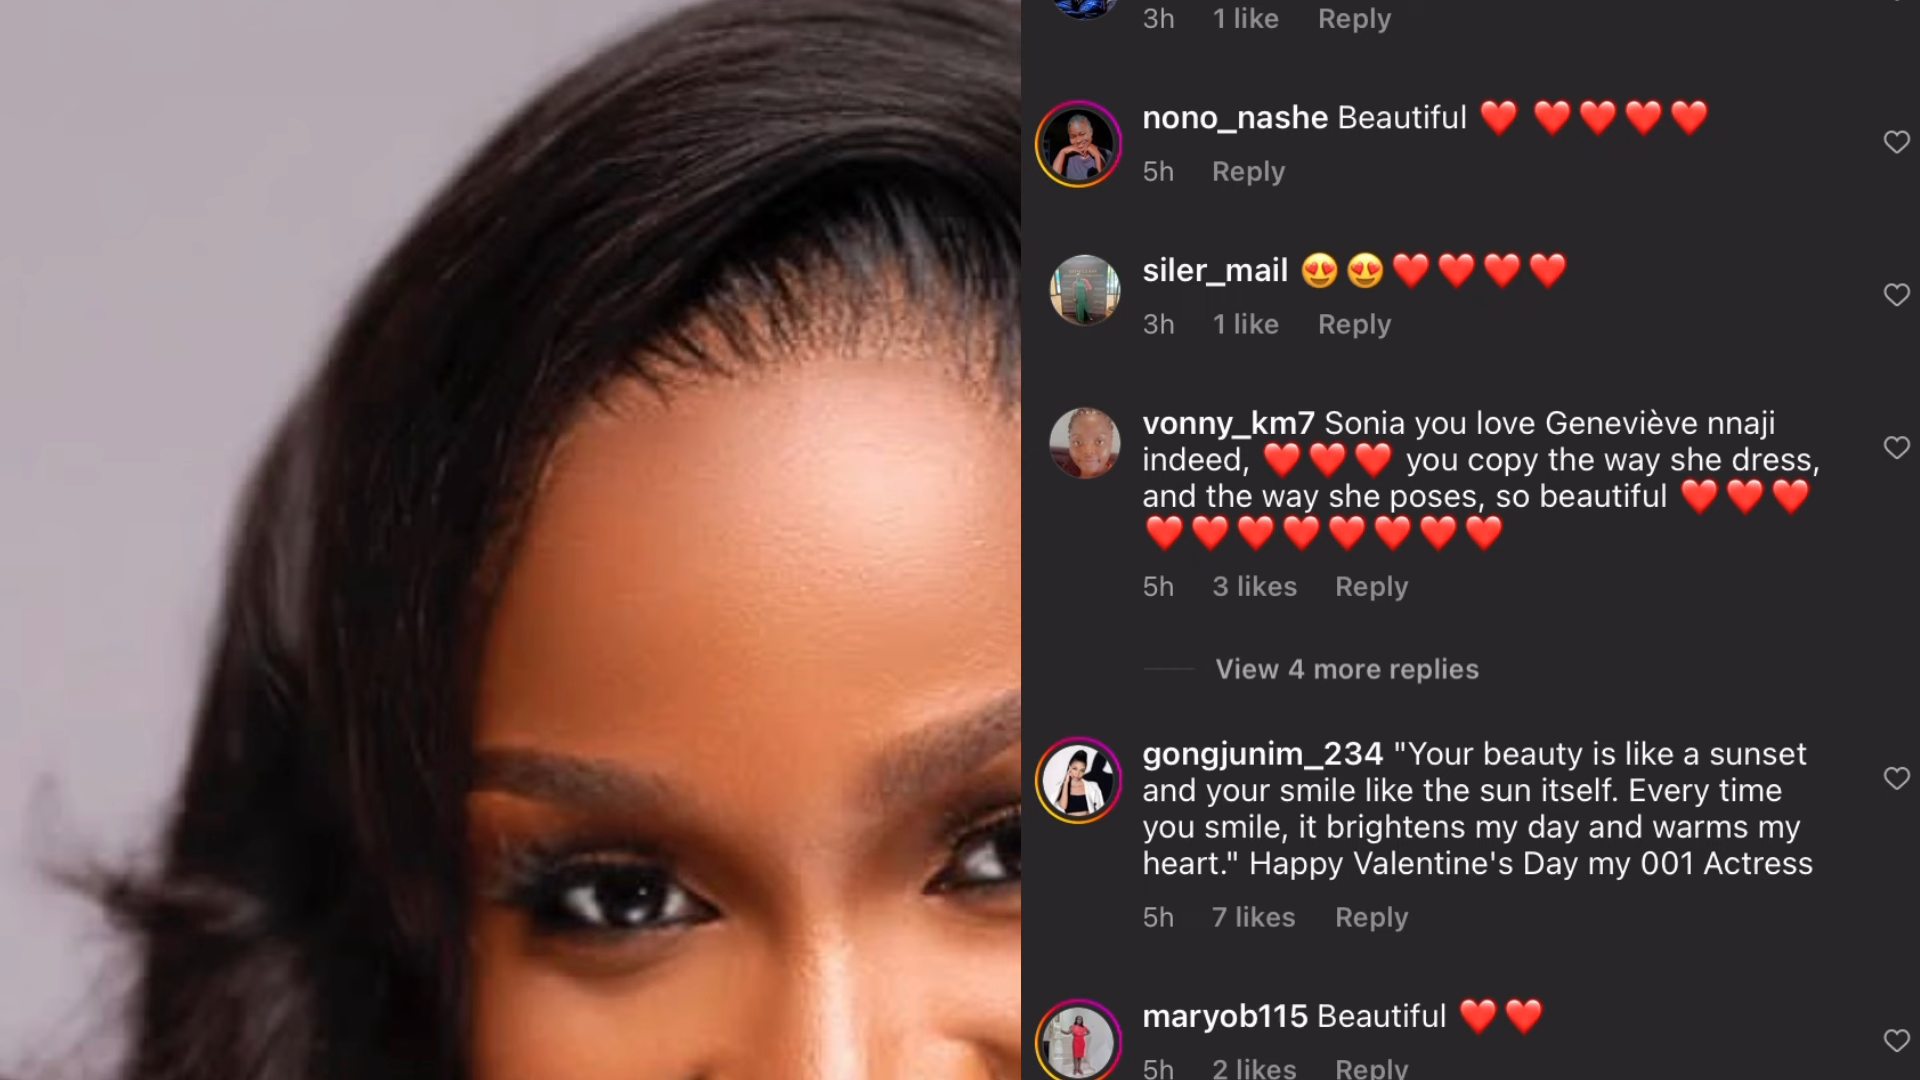 3h 1 like Reply
nono_nashe Beautiful ❤️ ❤️❤️❤️❤️
5h Reply
siler_mail 😍😍❤️❤️❤️❤️
3h 1 like Reply
vonny_km7 Sonia you love Geneviève nnaji
indeed, ❤️❤️❤️ you copy the way she dress,
and the way she poses, so beautiful ❤️❤️❤️
❤️❤️❤️❤️❤️❤️❤️❤️
5h 3 likes Reply
View 4 more replies
gongjunim_234 "Your beauty is like a sunset
and your smile like the sun itself. Every time
you smile, it brightens my day and warms my
heart." Happy Valentine's Day my 001 Actress
5h 7 likes Reply
maryob115 Beautiful ❤️❤️
5h 2 likes Reply